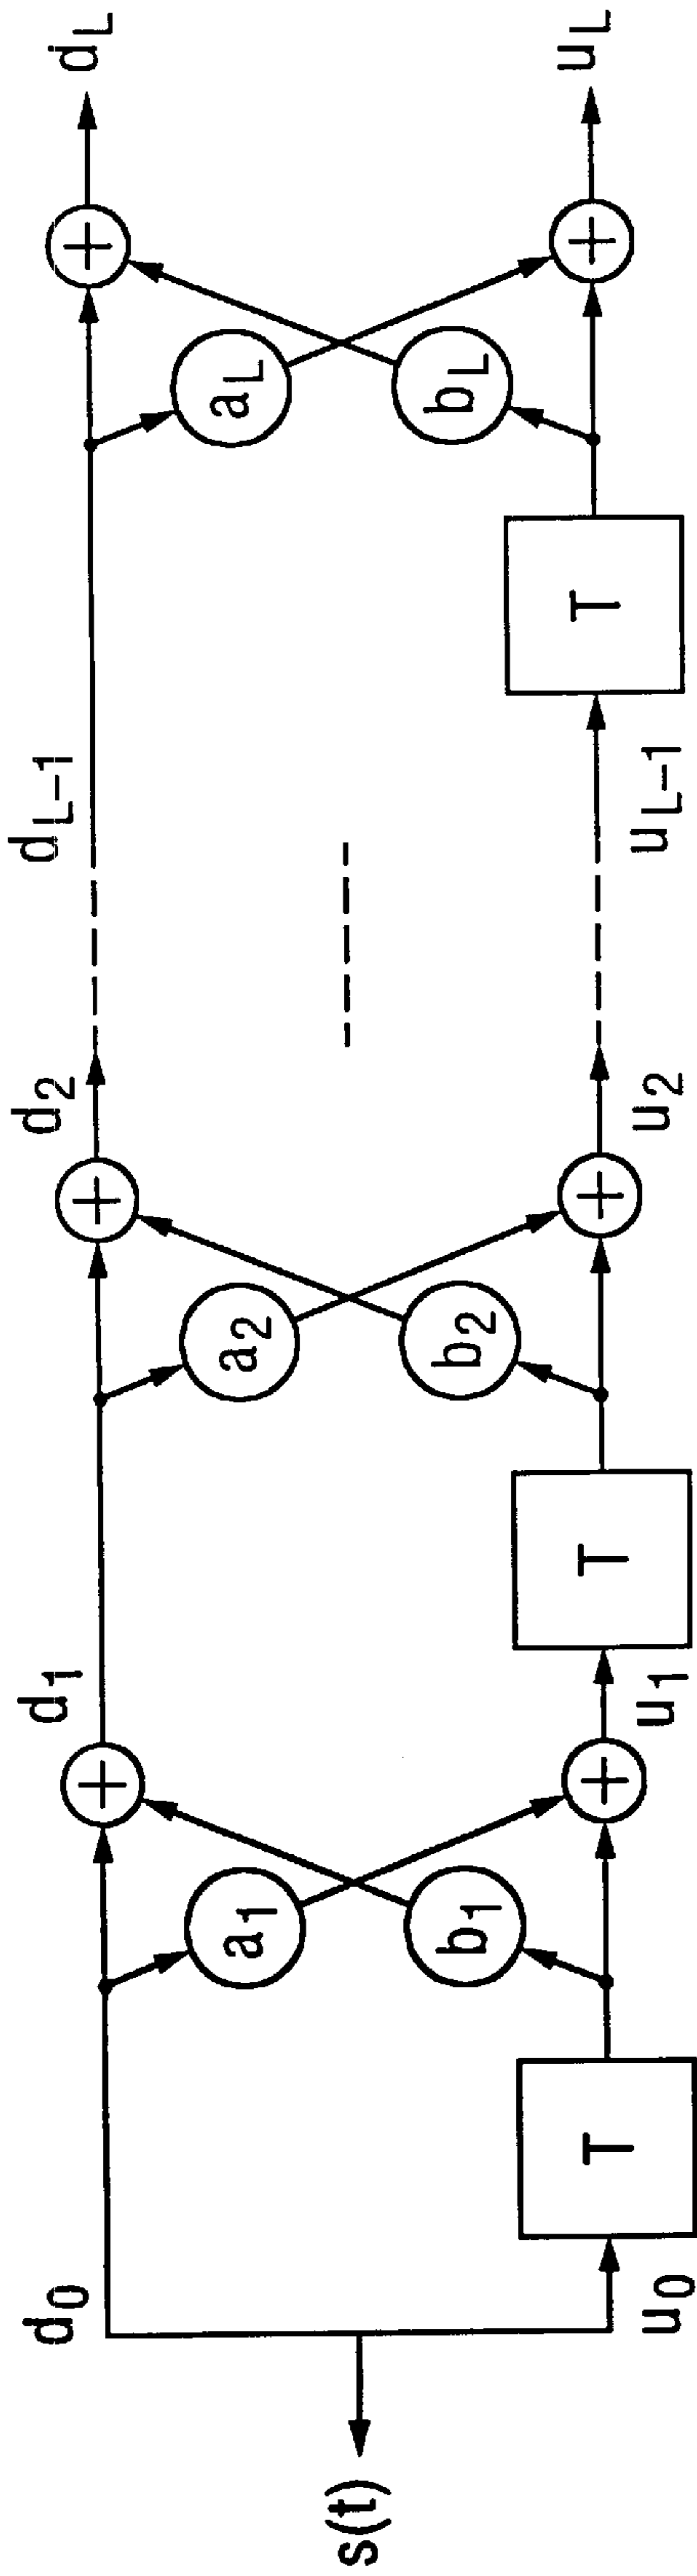 d0 d1 d2 dL–1 dL
+ + +
a1 a2 aL
s(t)
b1 b2 bL
T + T + T +
u0 u1 u2 uL–1 uL